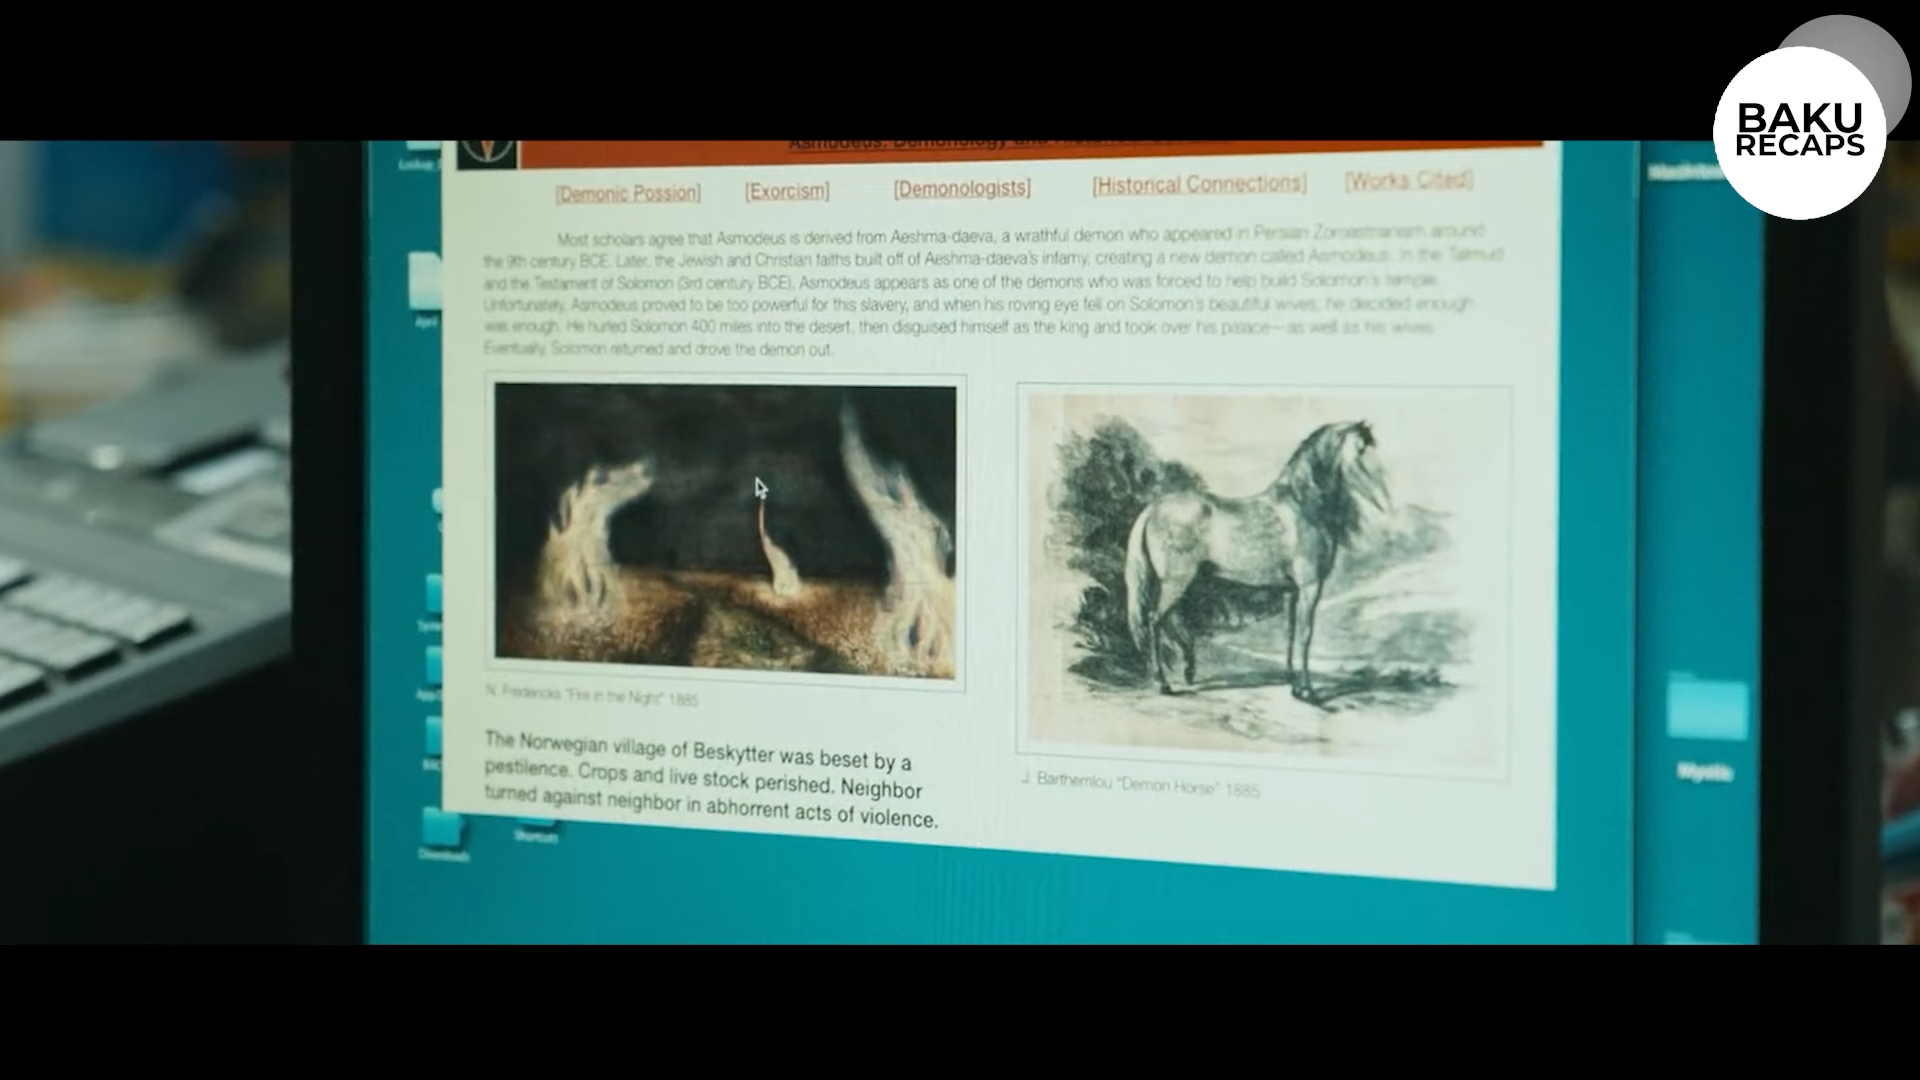 BAKU
RECAPS
Asmodeus: Demonology and
[Demonic Possion] [Exorcism] [Demonologists] [Historical Connections] [Works Cited]
Most scholars agree that Asmodeus is derived from Aeshma-daeva, a wrathful demon who appeared in Persian Zoroastrianism around
the 9th century BCE. Later, the Jewish and Christian faiths built off of Aeshma-daeva's infamy, creating a new demon called Asmodeus. In the Talmud
and the Testament of Solomon (3rd century BCE), Asmodeus appears as one of the demons who was forced to help build Solomon's temple.
Unfortunately, Asmodeus proved to be too powerful for this slavery, and when his roving eye fell on Solomon's beautiful wives, he decided enough
was enough. He hurled Solomon 400 miles into the desert, then disguised himself as the king and took over his palace—as well as his wives.
Eventually, Solomon returned and drove the demon out.
N. Fredericks "Fire in the Night" 1885
The Norwegian village of Beskytter was beset by a
pestilence. Crops and live stock perished. Neighbor
turned against neighbor in abhorrent acts of violence.
J. Barthemlou "Demon Horse" 1885
April
Downloads
Shortcuts
Mystic